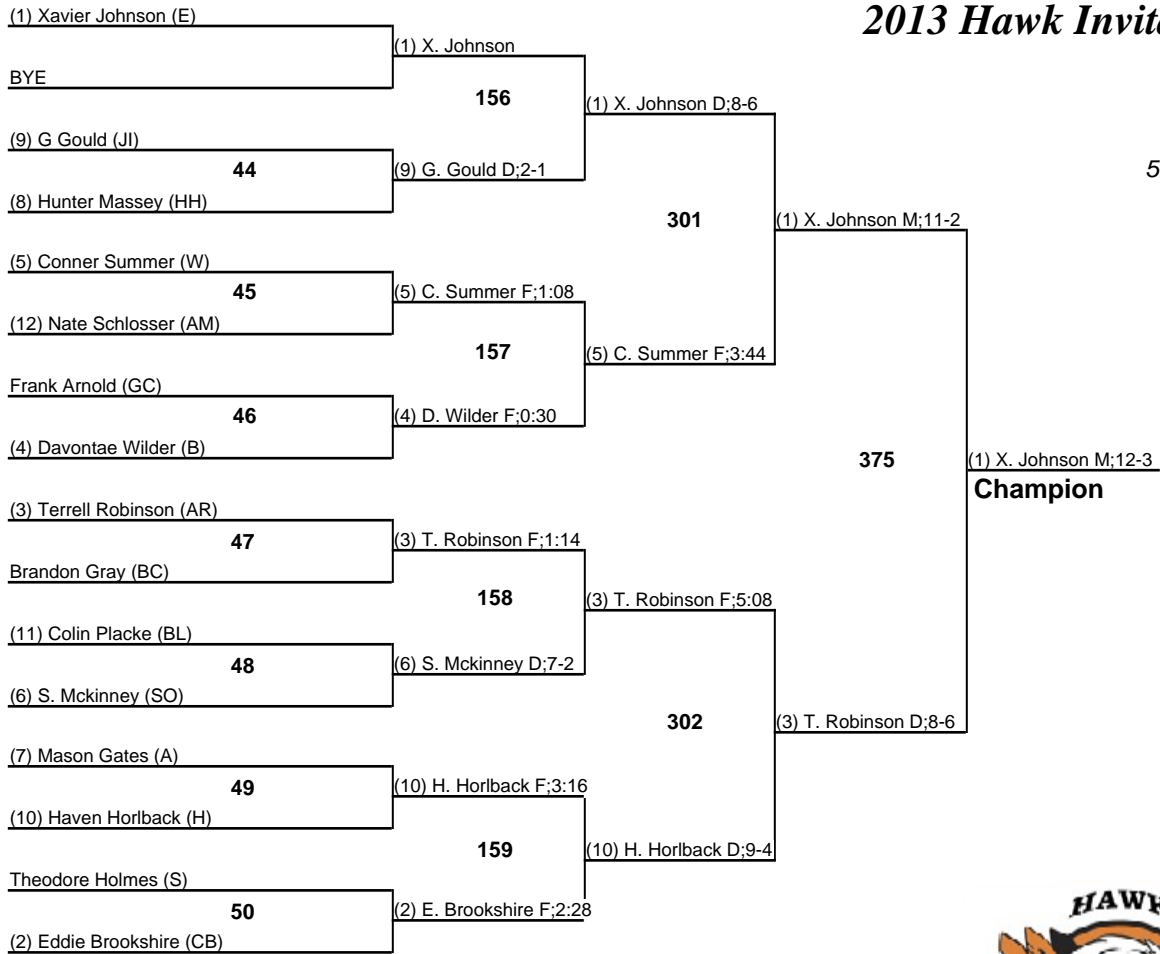 2013 Hawk Invita
(1) Xavier Johnson (E)
(1) X. Johnson
BYE
156
(1) X. Johnson D;8-6
(9) G Gould (JI)
44
(9) G. Gould D;2-1
5
(8) Hunter Massey (HH)
301
(1) X. Johnson M;11-2
(5) Conner Summer (W)
45
(5) C. Summer F;1:08
(12) Nate Schlosser (AM)
157
(5) C. Summer F;3:44
Frank Arnold (GC)
46
(4) D. Wilder F;0:30
(4) Davontae Wilder (B)
375
(1) X. Johnson M;12-3
Champion
(3) Terrell Robinson (AR)
47
(3) T. Robinson F;1:14
Brandon Gray (BC)
158
(3) T. Robinson F;5:08
(11) Colin Placke (BL)
48
(6) S. Mckinney D;7-2
(6) S. Mckinney (SO)
302
(3) T. Robinson D;8-6
(7) Mason Gates (A)
49
(10) H. Horlback F;3:16
(10) Haven Horlback (H)
159
(10) H. Horlback D;9-4
Theodore Holmes (S)
50
(2) E. Brookshire F;2:28
(2) Eddie Brookshire (CB)
HAWK